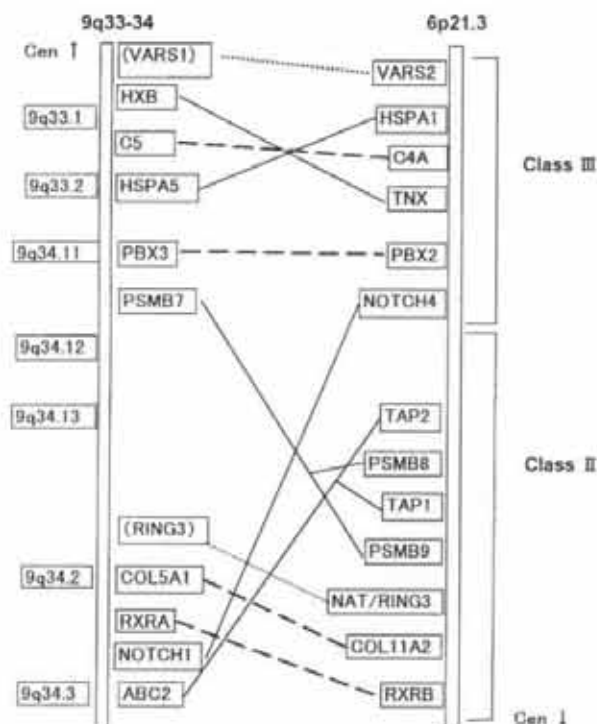 9q33-34
6p21.3
Cen ↑
(VARS1)
VARS2
HXB
9q33.1
HSPA1
C5
C4A
Class Ⅲ
9q33.2
HSPA5
TNX
9q34.11
PBX3
PBX2
PSMB7
NOTCH4
9q34.12
9q34.13
TAP2
PSMB8
Class Ⅱ
TAP1
(RING3)
PSMB9
9q34.2
COL5A1
NAT/RING3
RXRA
COL11A2
NOTCH1
9q34.3
ABC2
RXRB
Cen ↓